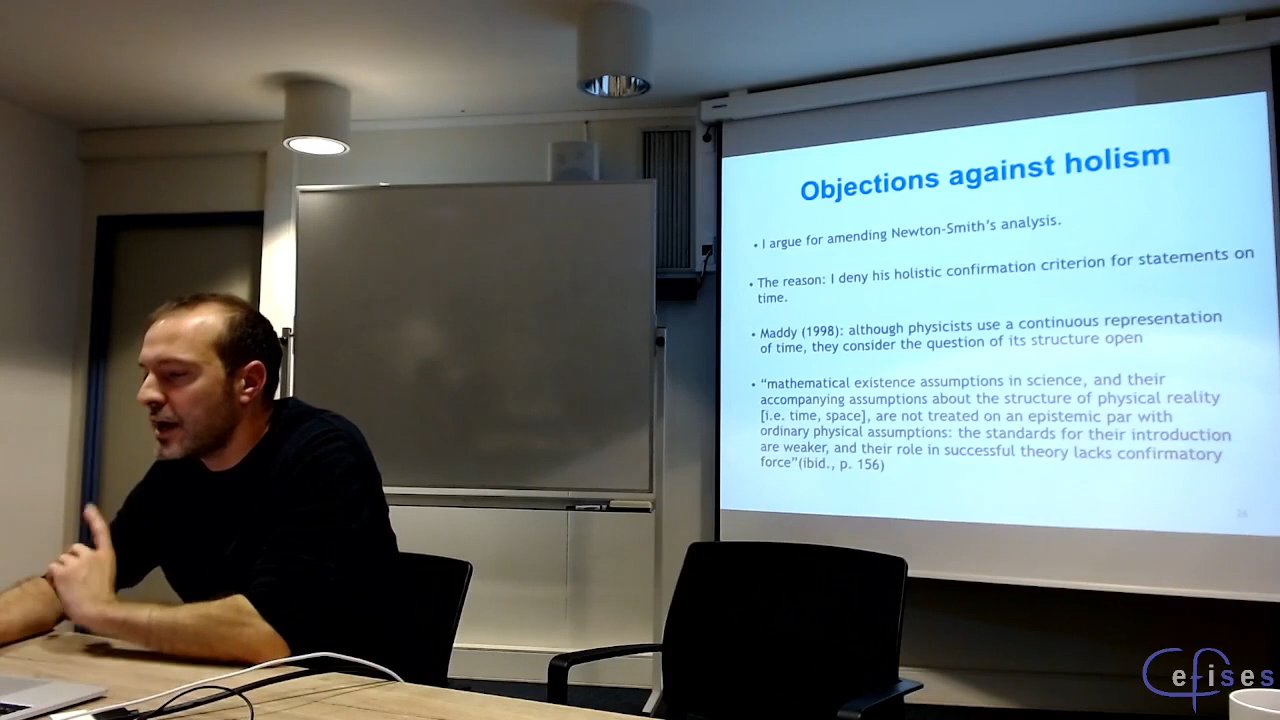 Objections against holism
• I argue for amending Newton-Smith's analysis.
• The reason: I deny his holistic confirmation criterion for statements on
time.
• Maddy (1998): although physicists use a continuous representation
of time, they consider the question of its structure open
• “mathematical existence assumptions in science, and their
accompanying assumptions about the structure of physical reality
[i.e. time, space], are not treated on an epistemic par with
ordinary physical assumptions: the standards for their introduction
are weaker, and their role in successful theory lacks confirmatory
force”(ibid., p. 156)
Cefises